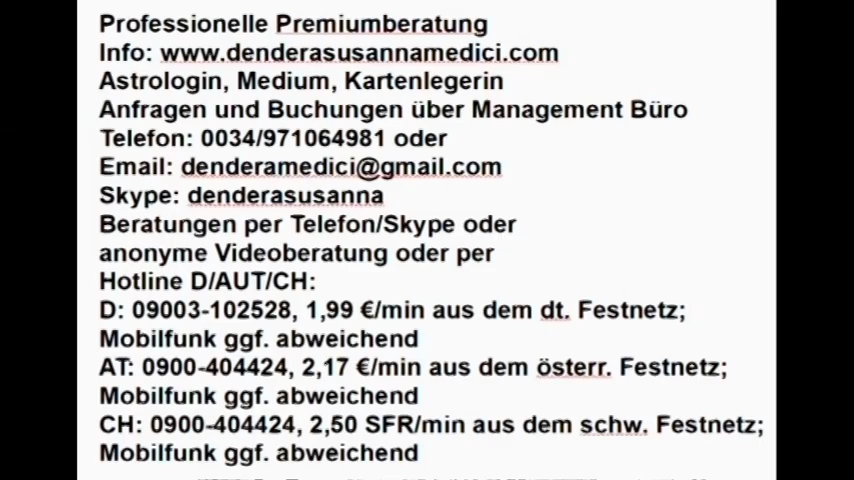 Professionelle Premiumberatung
Info: www.denderasusannamedici.com
Astrologin, Medium, Kartenlegerin
Anfragen und Buchungen über Management Büro
Telefon: 0034/971064981 oder
Email: denderamedici@gmail.com
Skype: denderasusanna
Beratungen per Telefon/Skype oder
anonyme Videoberatung oder per
Hotline D/AUT/CH:
D: 09003-102528, 1,99 €/min aus dem dt. Festnetz;
Mobilfunk ggf. abweichend
AT: 0900-404424, 2,17 €/min aus dem österr. Festnetz;
Mobilfunk ggf. abweichend
CH: 0900-404424, 2,50 SFR/min aus dem schw. Festnetz;
Mobilfunk ggf. abweichend